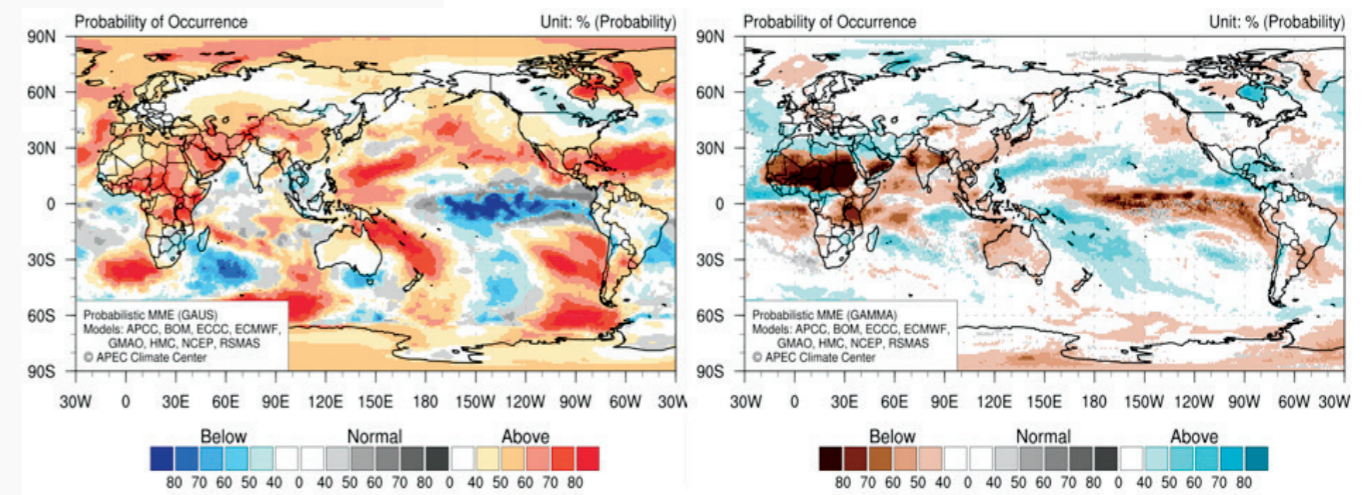 Probability of Occurrence Unit: % (Probability)
90N
60N
30N
0
30S
60S
90S
Probabilistic MME (GAUS)
Models: APCC, BOM, ECCC, ECMWF,
GMAO, HMC, NCEP, RSMAS
© APEC Climate Center
30W 0 30E 60E 90E 120E 150E 180 150W 120W 90W 60W 30W
Below Normal Above
80 70 60 50 40 0 40 50 60 70 80 0 40 50 60 70 80
Probability of Occurrence Unit: % (Probability)
90N
60N
30N
0
30S
60S
90S
Probabilistic MME (GAMMA)
Models: APCC, BOM, ECCC, ECMWF,
GMAO, HMC, NCEP, RSMAS
© APEC Climate Center
30W 0 30E 60E 90E 120E 150E 180 150W 120W 90W 60W 30W
Below Normal Above
80 70 60 50 40 0 40 50 60 70 80 0 40 50 60 70 80